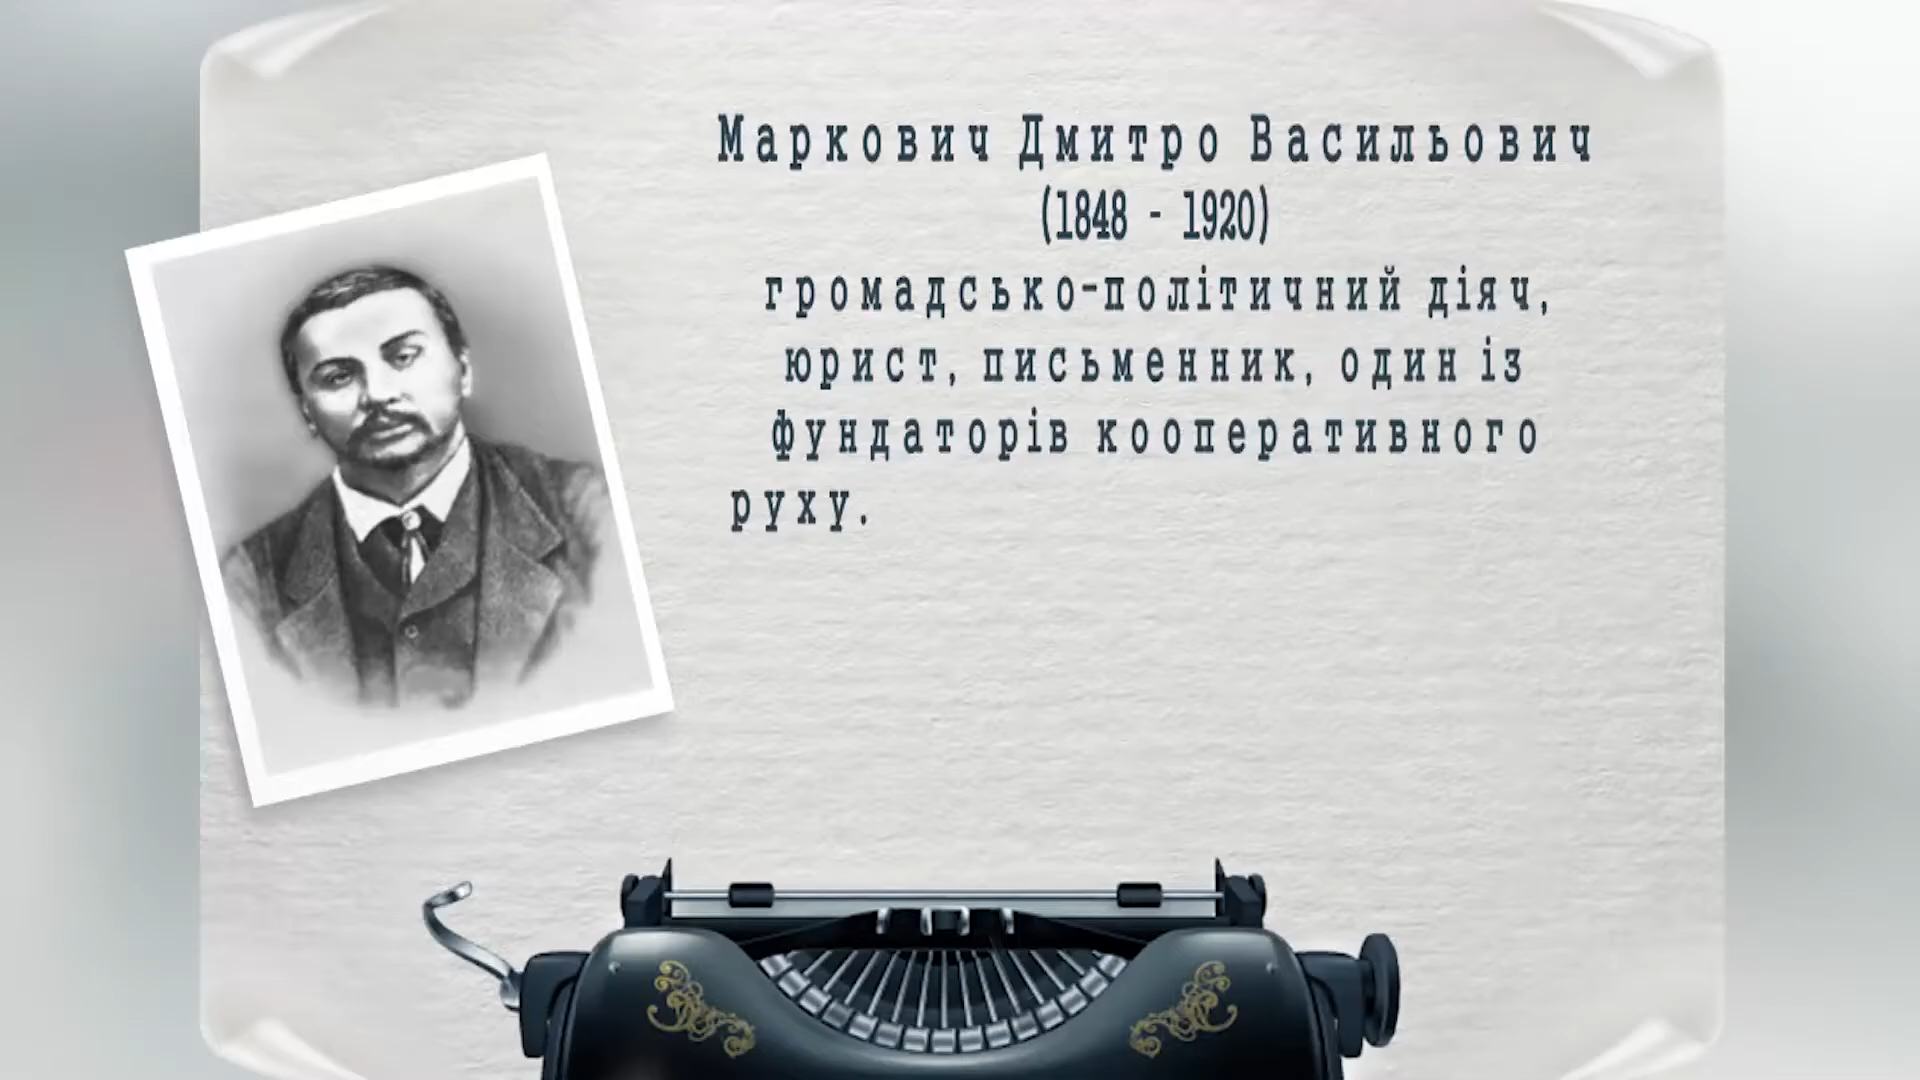 Маркович Дмитро Васильович
(1848 - 1920)
громадсько-політичний діяч,
юрист, письменник, один із
фундаторів кооперативного
руху.